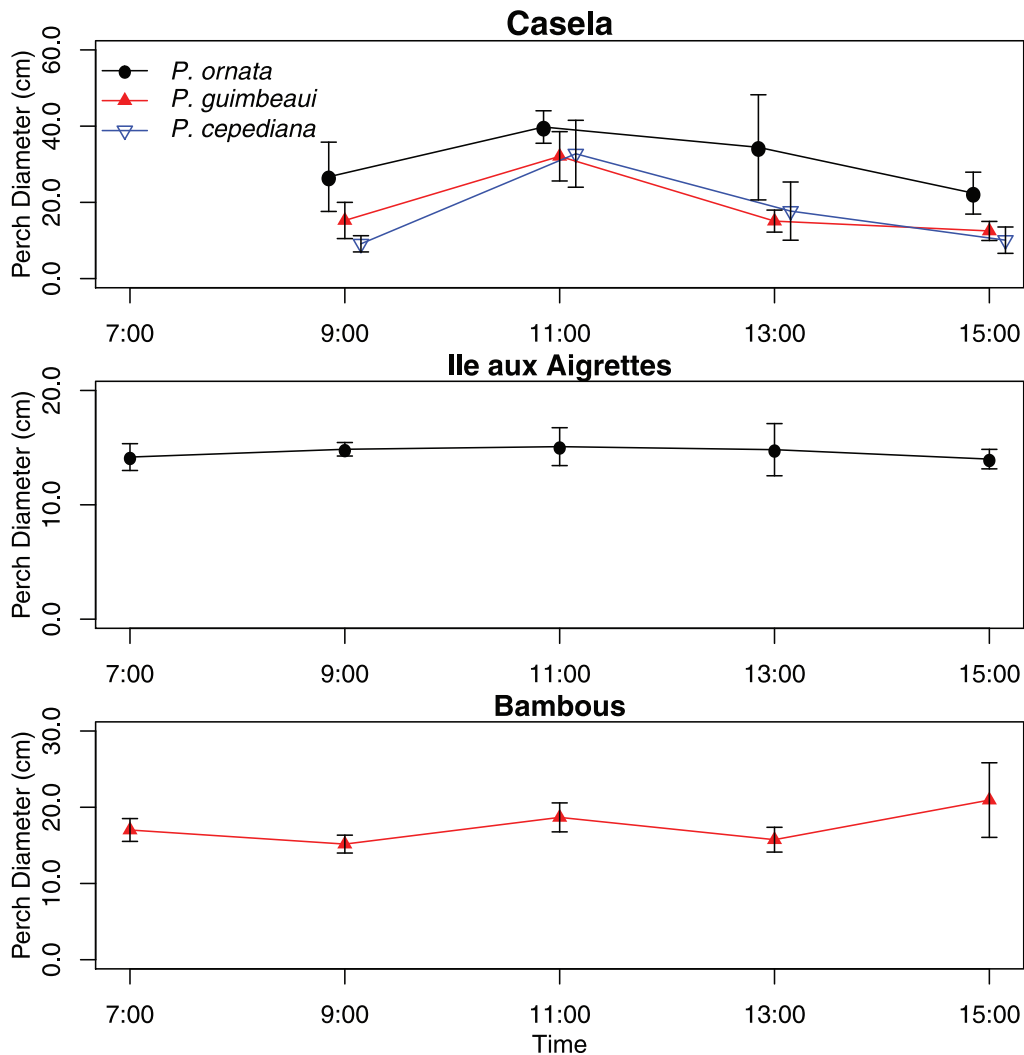 Casela
Perch Diameter (cm)
60.0
40.0
20.0
0.0
P. ornata
P. guimbeaui
P. cepediana
7:00 9:00 11:00 13:00 15:00
Ile aux Aigrettes
Perch Diameter (cm)
20.0
10.0
0.0
7:00 9:00 11:00 13:00 15:00
Bambous
Perch Diameter (cm)
30.0
20.0
10.0
0.0
7:00 9:00 11:00 13:00 15:00
Time